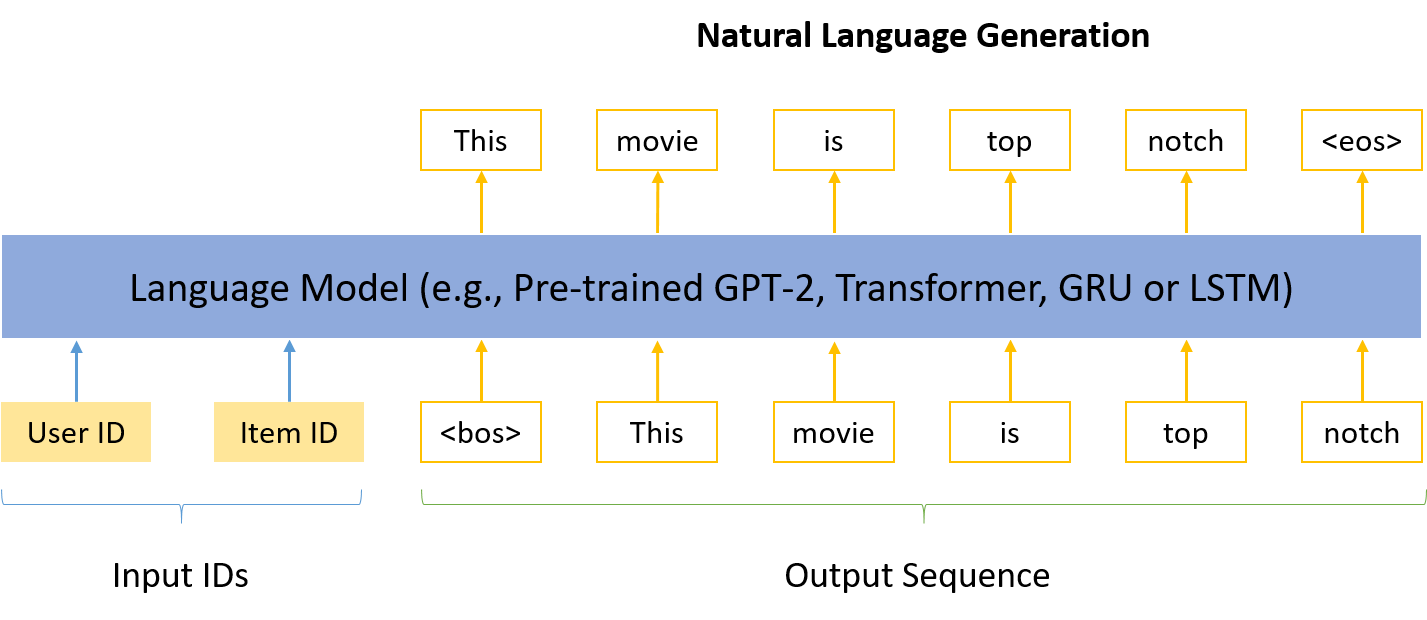 Natural Language Generation
This movie is top notch <eos>
Language Model (e.g., Pre-trained GPT-2, Transformer, GRU or LSTM)
User ID Item ID <bos> This movie is top notch
Input IDs Output Sequence